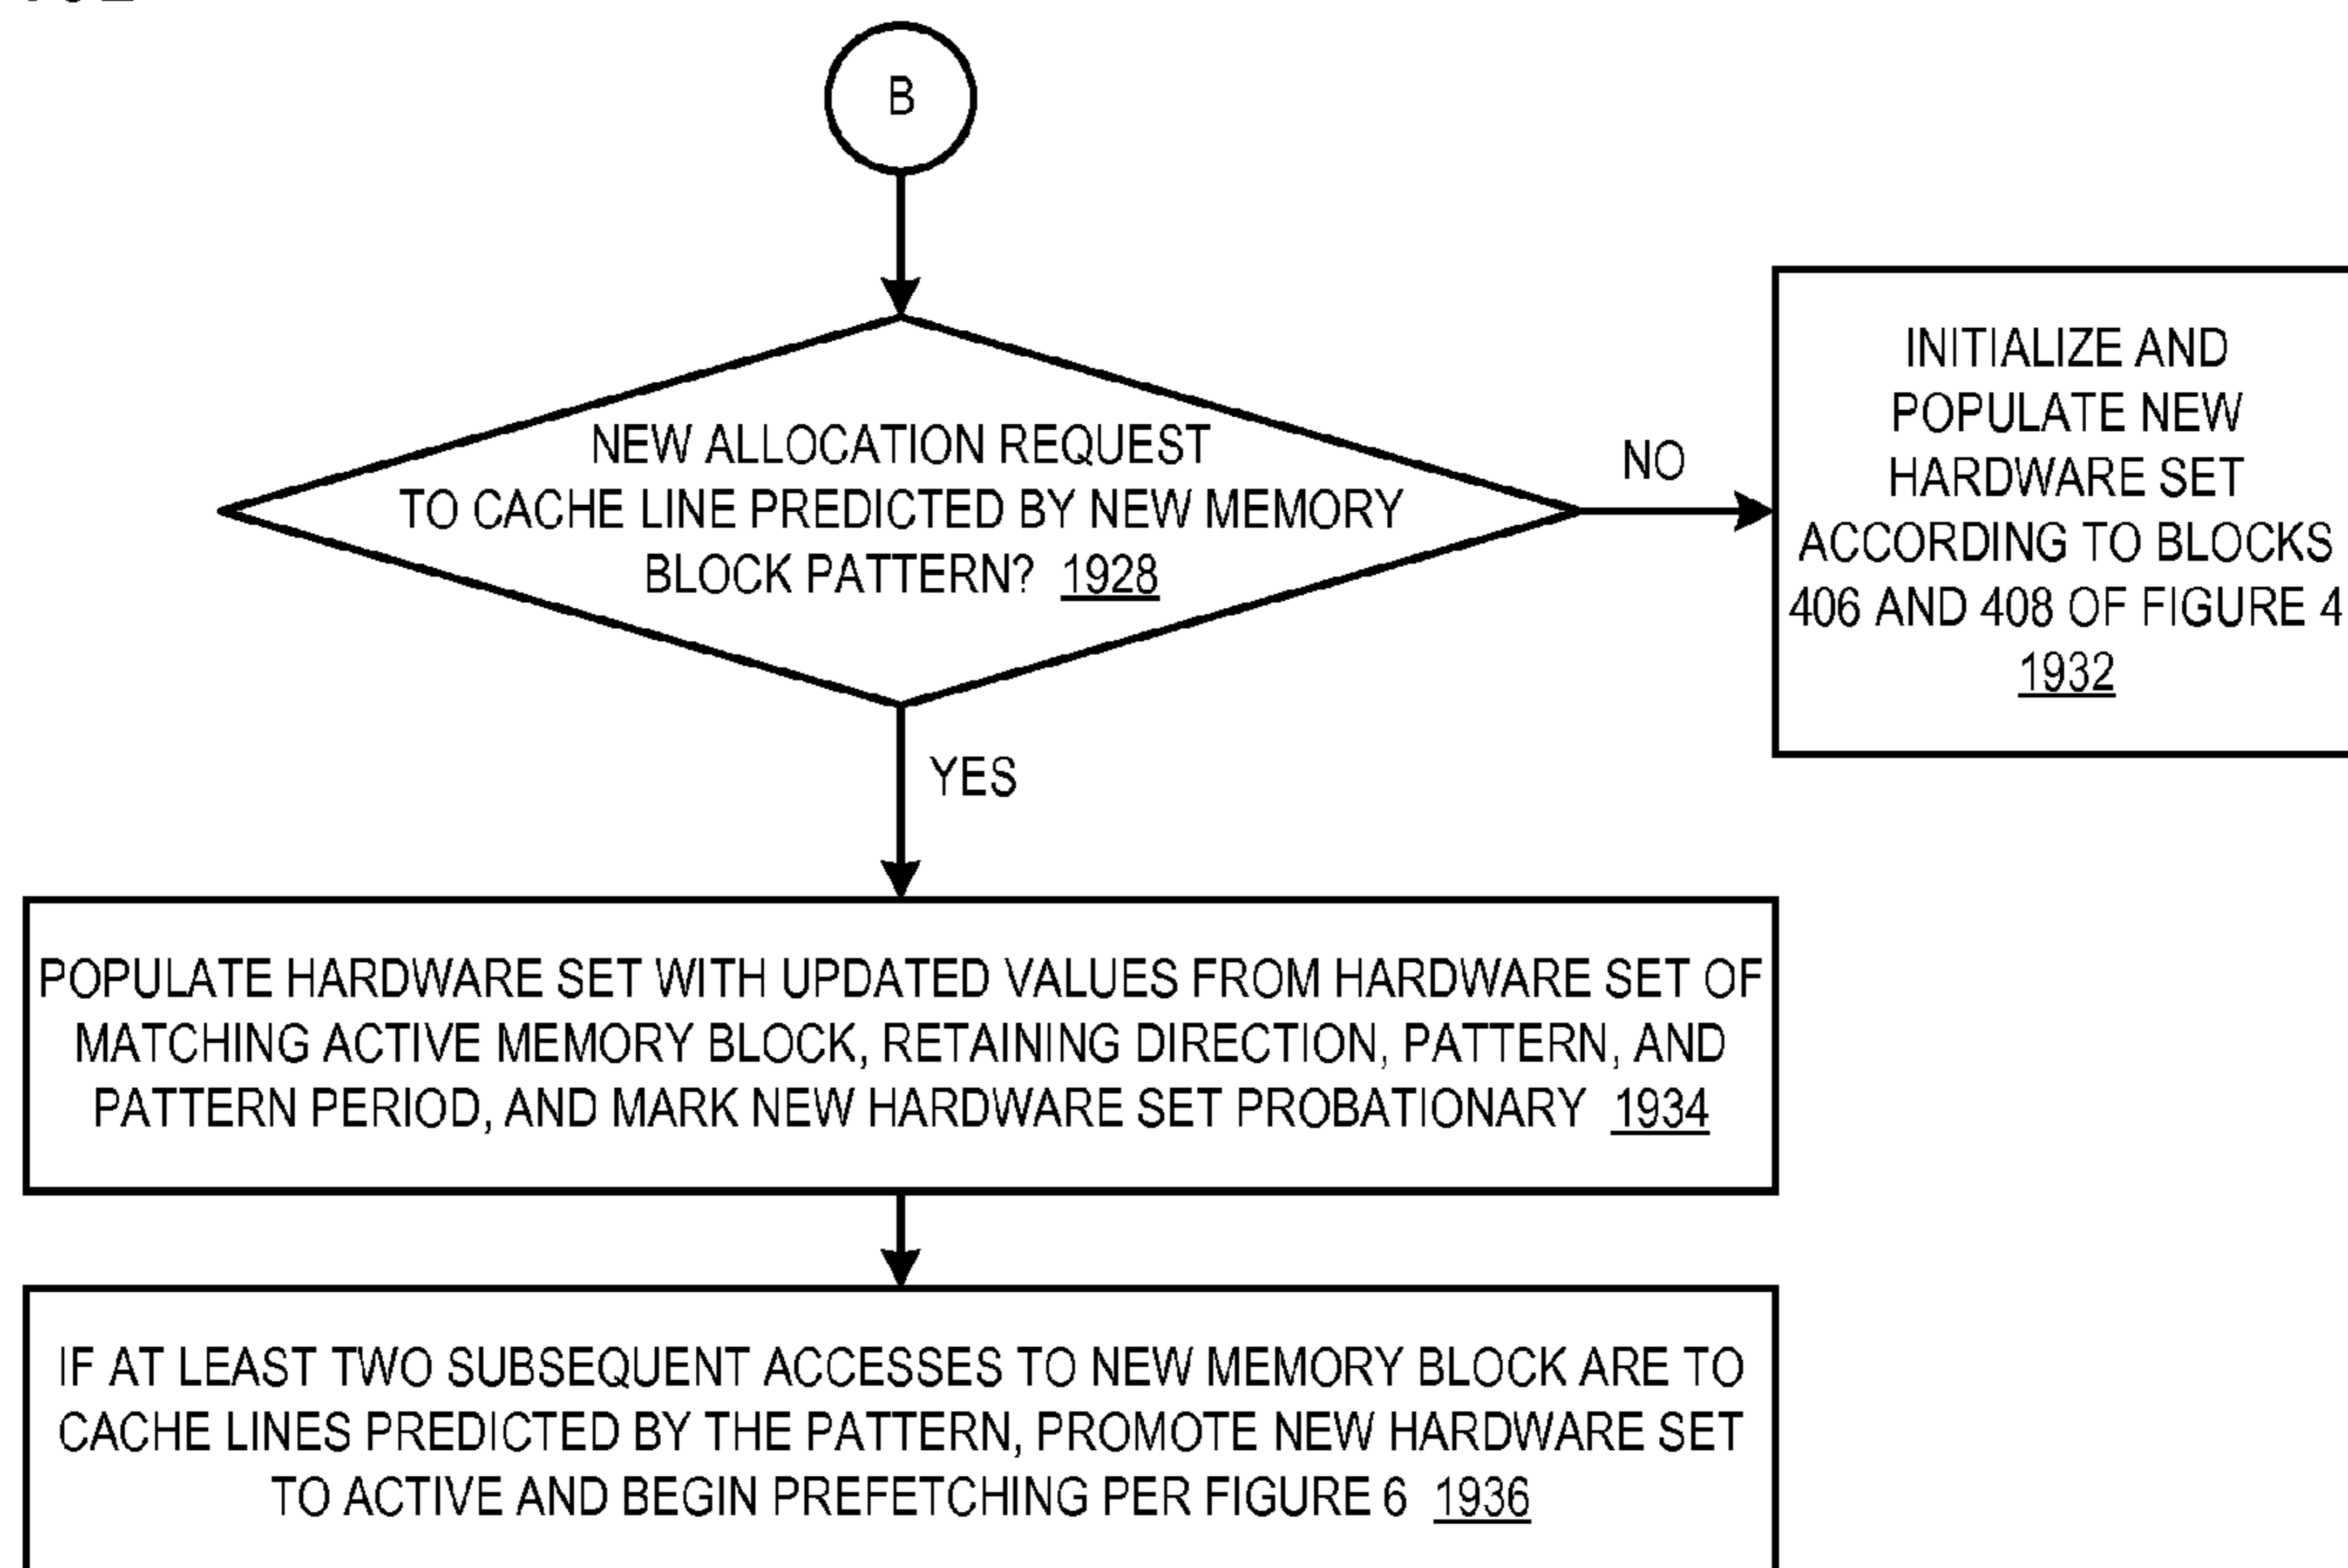 B
NEW ALLOCATION REQUEST
TO CACHE LINE PREDICTED BY NEW MEMORY
BLOCK PATTERN? 1928
NO
INITIALIZE AND
POPULATE NEW
HARDWARE SET
ACCORDING TO BLOCKS
406 AND 408 OF FIGURE 4
1932
YES
POPULATE HARDWARE SET WITH UPDATED VALUES FROM HARDWARE SET OF
MATCHING ACTIVE MEMORY BLOCK, RETAINING DIRECTION, PATTERN, AND
PATTERN PERIOD, AND MARK NEW HARDWARE SET PROBATIONARY 1934
IF AT LEAST TWO SUBSEQUENT ACCESSES TO NEW MEMORY BLOCK ARE TO
CACHE LINES PREDICTED BY THE PATTERN, PROMOTE NEW HARDWARE SET
TO ACTIVE AND BEGIN PREFETCHING PER FIGURE 6 1936